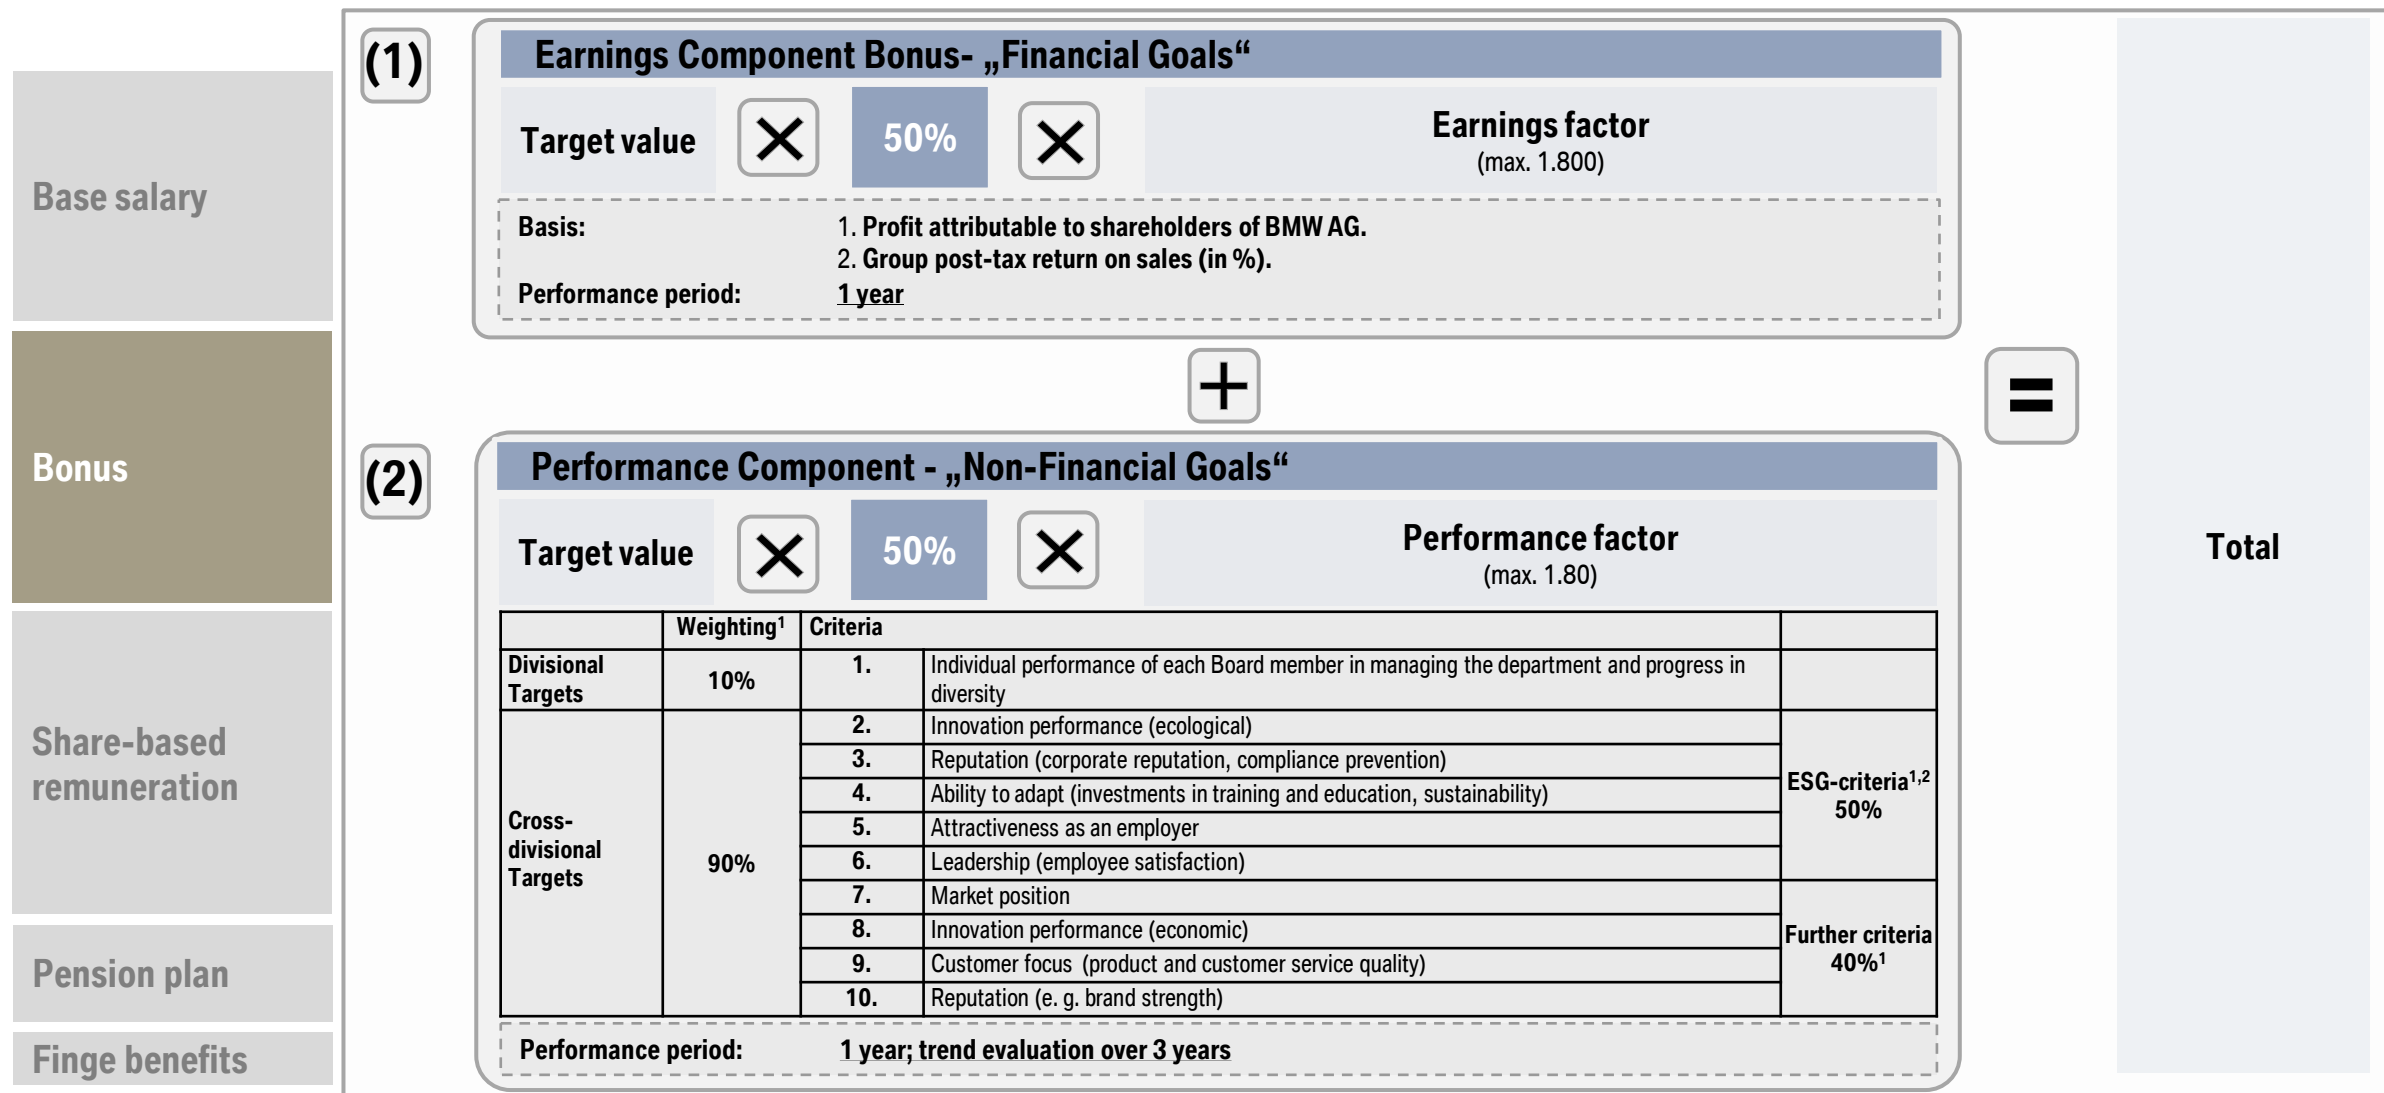 Base salary
Bonus
Share-based
remuneration
Pension plan
Finge benefits
(1)
Earnings Component Bonus- „Financial Goals“
Target value × 50% × Earnings factor
(max. 1.800)
Basis: 1. Profit attributable to shareholders of BMW AG.
2. Group post-tax return on sales (in %).
Performance period: 1 year
+
(2)
Performance Component - „Non-Financial Goals“
Target value × 50% × Performance factor
(max. 1.80)
Weighting¹ Criteria
Divisional
Targets
10%
1. Individual performance of each Board member in managing the department and progress in
diversity
Cross-
divisional
Targets
90%
2. Innovation performance (ecological)
3. Reputation (corporate reputation, compliance prevention)
4. Ability to adapt (investments in training and education, sustainability)
5. Attractiveness as an employer
6. Leadership (employee satisfaction)
ESG-criteria¹,²
50%
7. Market position
8. Innovation performance (economic)
9. Customer focus (product and customer service quality)
10. Reputation (e. g. brand strength)
Further criteria
40%¹
Performance period: 1 year; trend evaluation over 3 years
=
Total